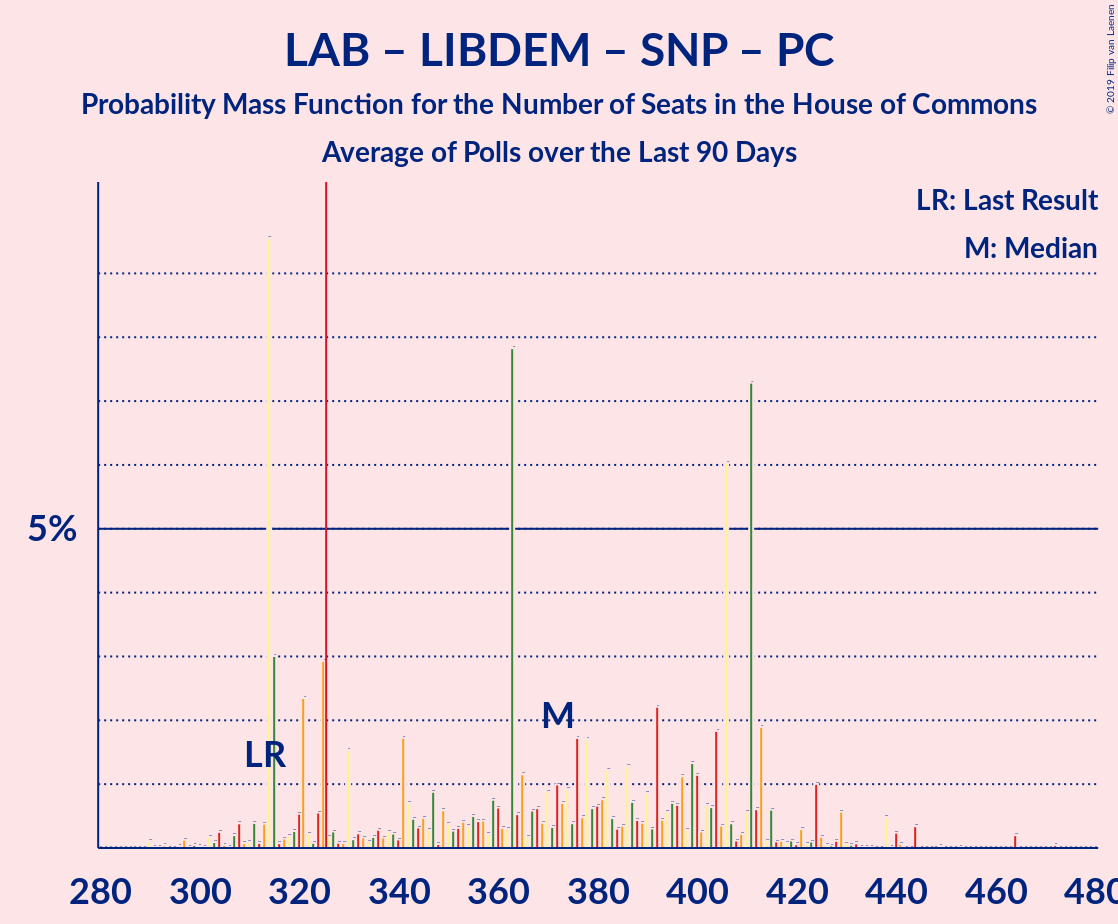 LAB – LIBDEM – SNP – PC
Probability Mass Function for the Number of Seats in the House of Commons
Average of Polls over the Last 90 Days
© 2019 Filip van Laenen
LR: Last Result
M: Median
5%
LR
M
280 300 320 340 360 380 400 420 440 460 480